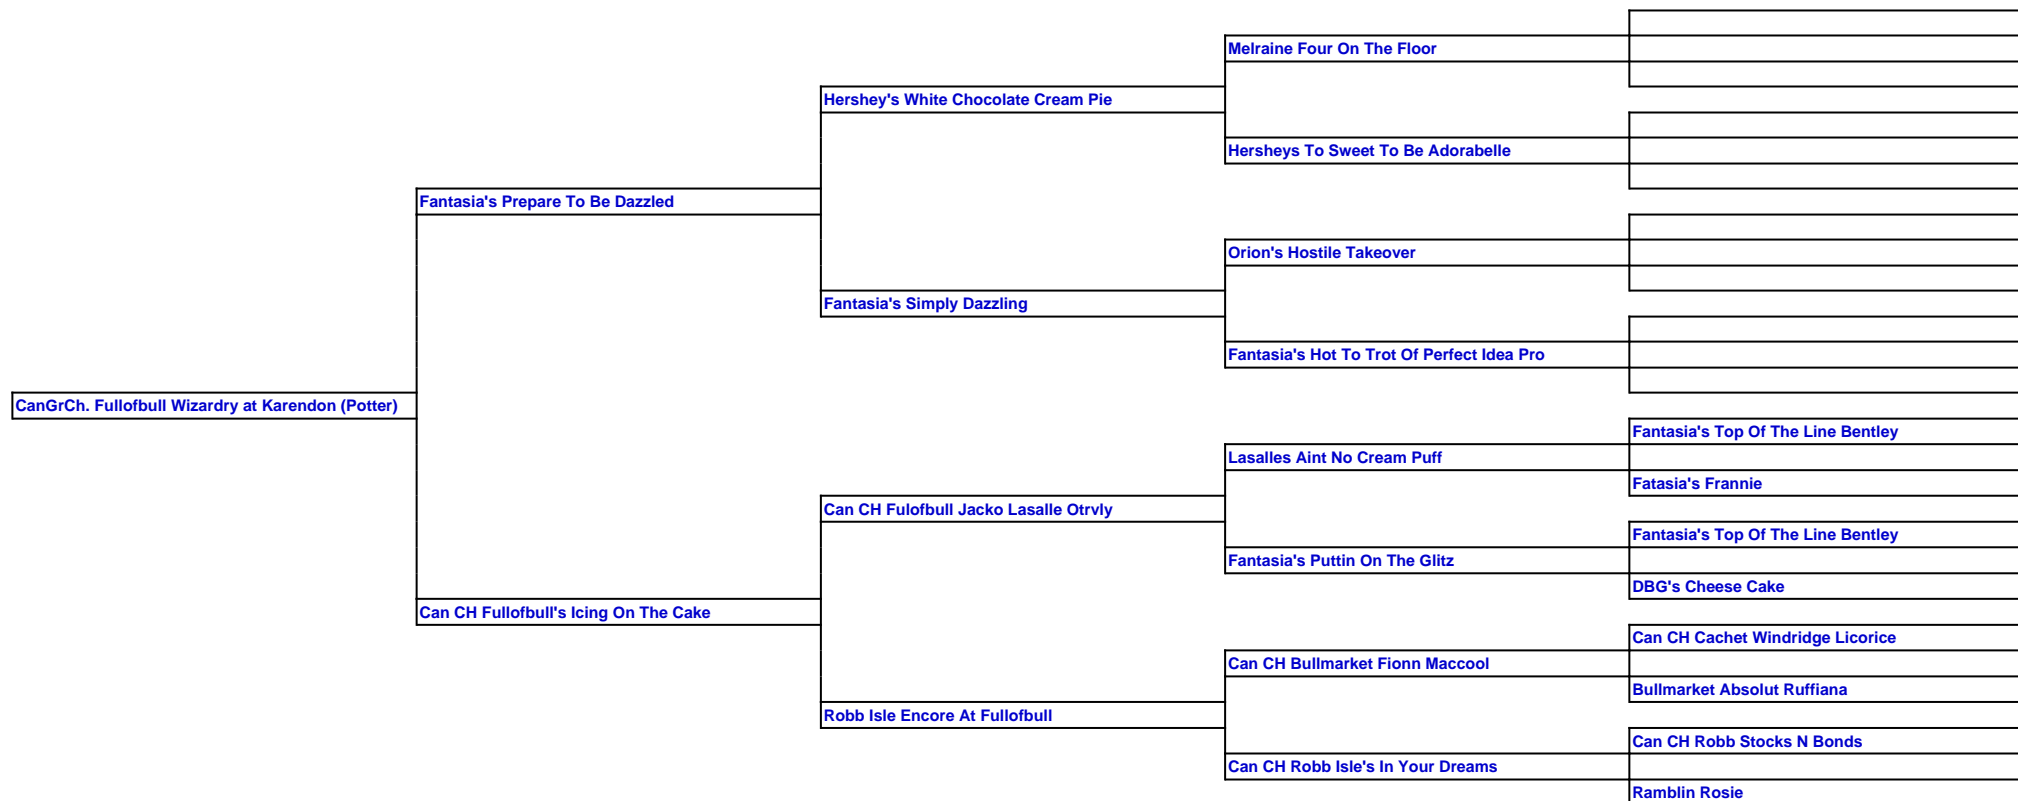 Melraine Four On The Floor
Hershey's White Chocolate Cream Pie
Hersheys To Sweet To Be Adorabelle
Fantasia's Prepare To Be Dazzled
Orion's Hostile Takeover
Fantasia's Simply Dazzling
Fantasia's Hot To Trot Of Perfect Idea Pro
CanGrCh. Fullofbull Wizardry at Karendon (Potter)
Fantasia's Top Of The Line Bentley
Lasalles Aint No Cream Puff
Fatasia's Frannie
Can CH Fulofbull Jacko Lasalle Otrvly
Fantasia's Top Of The Line Bentley
Fantasia's Puttin On The Glitz
DBG's Cheese Cake
Can CH Fullofbull's Icing On The Cake
Can CH Cachet Windridge Licorice
Can CH Bullmarket Fionn Maccool
Bullmarket Absolut Ruffiana
Robb Isle Encore At Fullofbull
Can CH Robb Stocks N Bonds
Can CH Robb Isle's In Your Dreams
Ramblin Rosie